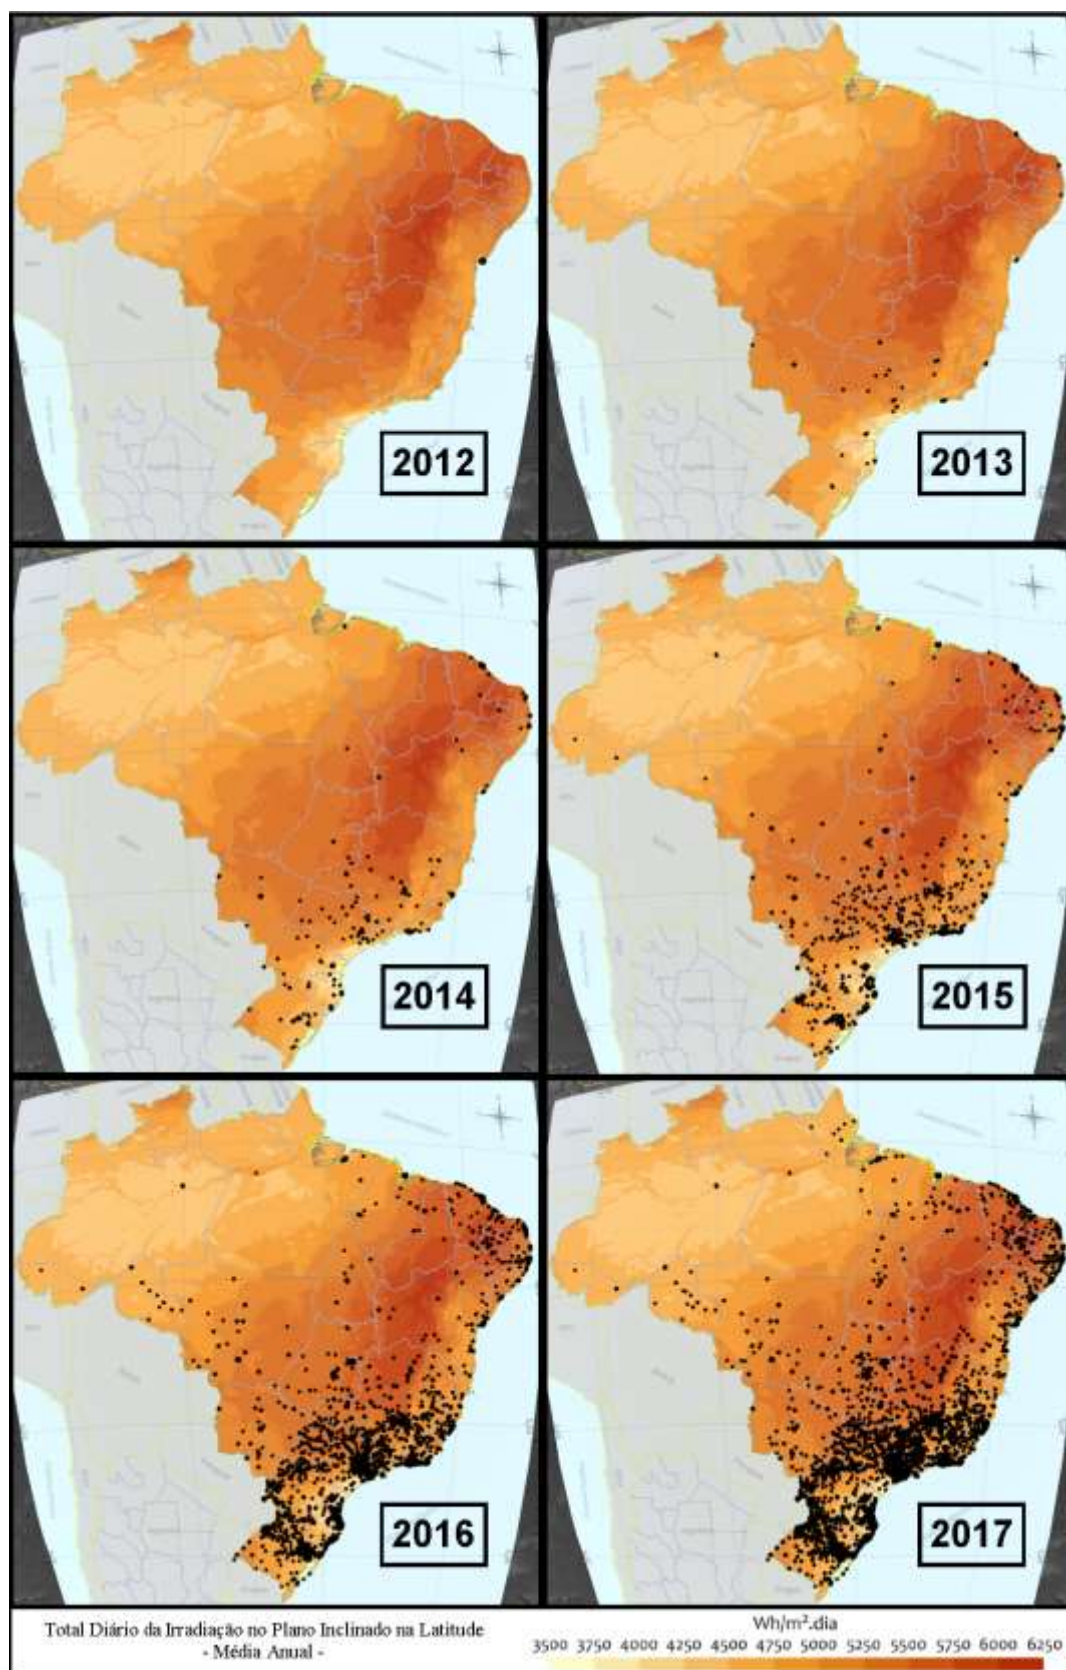 2012
2013
2014
2015
2016
2017
Total Diário da Irradiação no Plano Inclinado na Latitude
- Média Anual -
Wh/m².dia
3500 3750 4000 4250 4500 4750 5000 5250 5500 5750 6000 6250